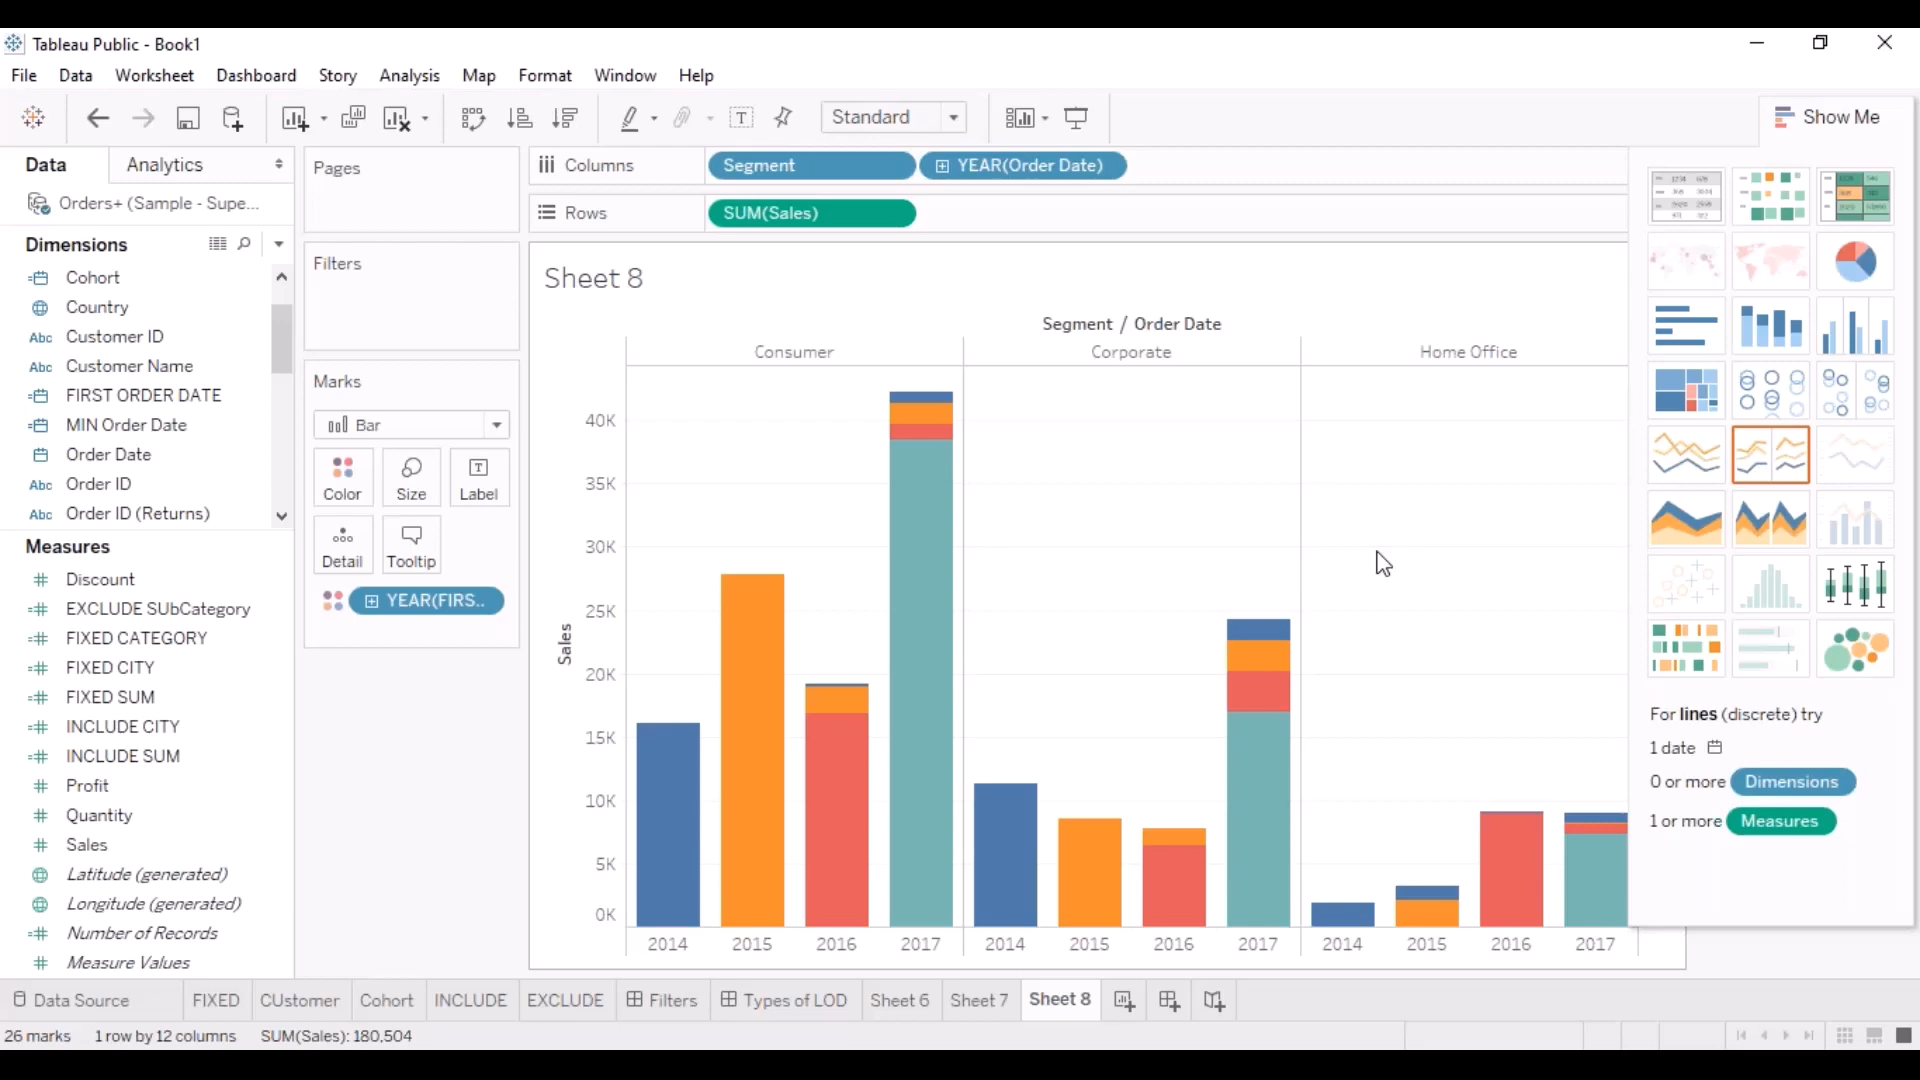 Tableau Public - Book1
File Data Worksheet Dashboard Story Analysis Map Format Window Help
Standard
Show Me
Data Analytics
Orders+ (Sample - Supe...
Dimensions
Cohort
Country
Abc Customer ID
Abc Customer Name
FIRST ORDER DATE
MIN Order Date
Order Date
Abc Order ID
Abc Order ID (Returns)
Measures
Discount
EXCLUDE SUbCategory
FIXED CATEGORY
FIXED CITY
FIXED SUM
INCLUDE CITY
INCLUDE SUM
Profit
Quantity
Sales
Latitude (generated)
Longitude (generated)
Number of Records
Measure Values
Pages
Filters
Marks
Bar
Color Size Label
Detail Tooltip
YEAR(FIRS..
Columns Segment YEAR(Order Date)
Rows SUM(Sales)
Sheet 8
Segment / Order Date
Consumer Corporate Home Office
Sales
40K
35K
30K
25K
20K
15K
10K
5K
0K
2014 2015 2016 2017 2014 2015 2016 2017 2014 2015 2016 2017
For lines (discrete) try
1 date
0 or more Dimensions
1 or more Measures
Data Source FIXED CUstomer Cohort INCLUDE EXCLUDE Filters Types of LOD Sheet 6 Sheet 7 Sheet 8
26 marks 1 row by 12 columns SUM(Sales): 180,504